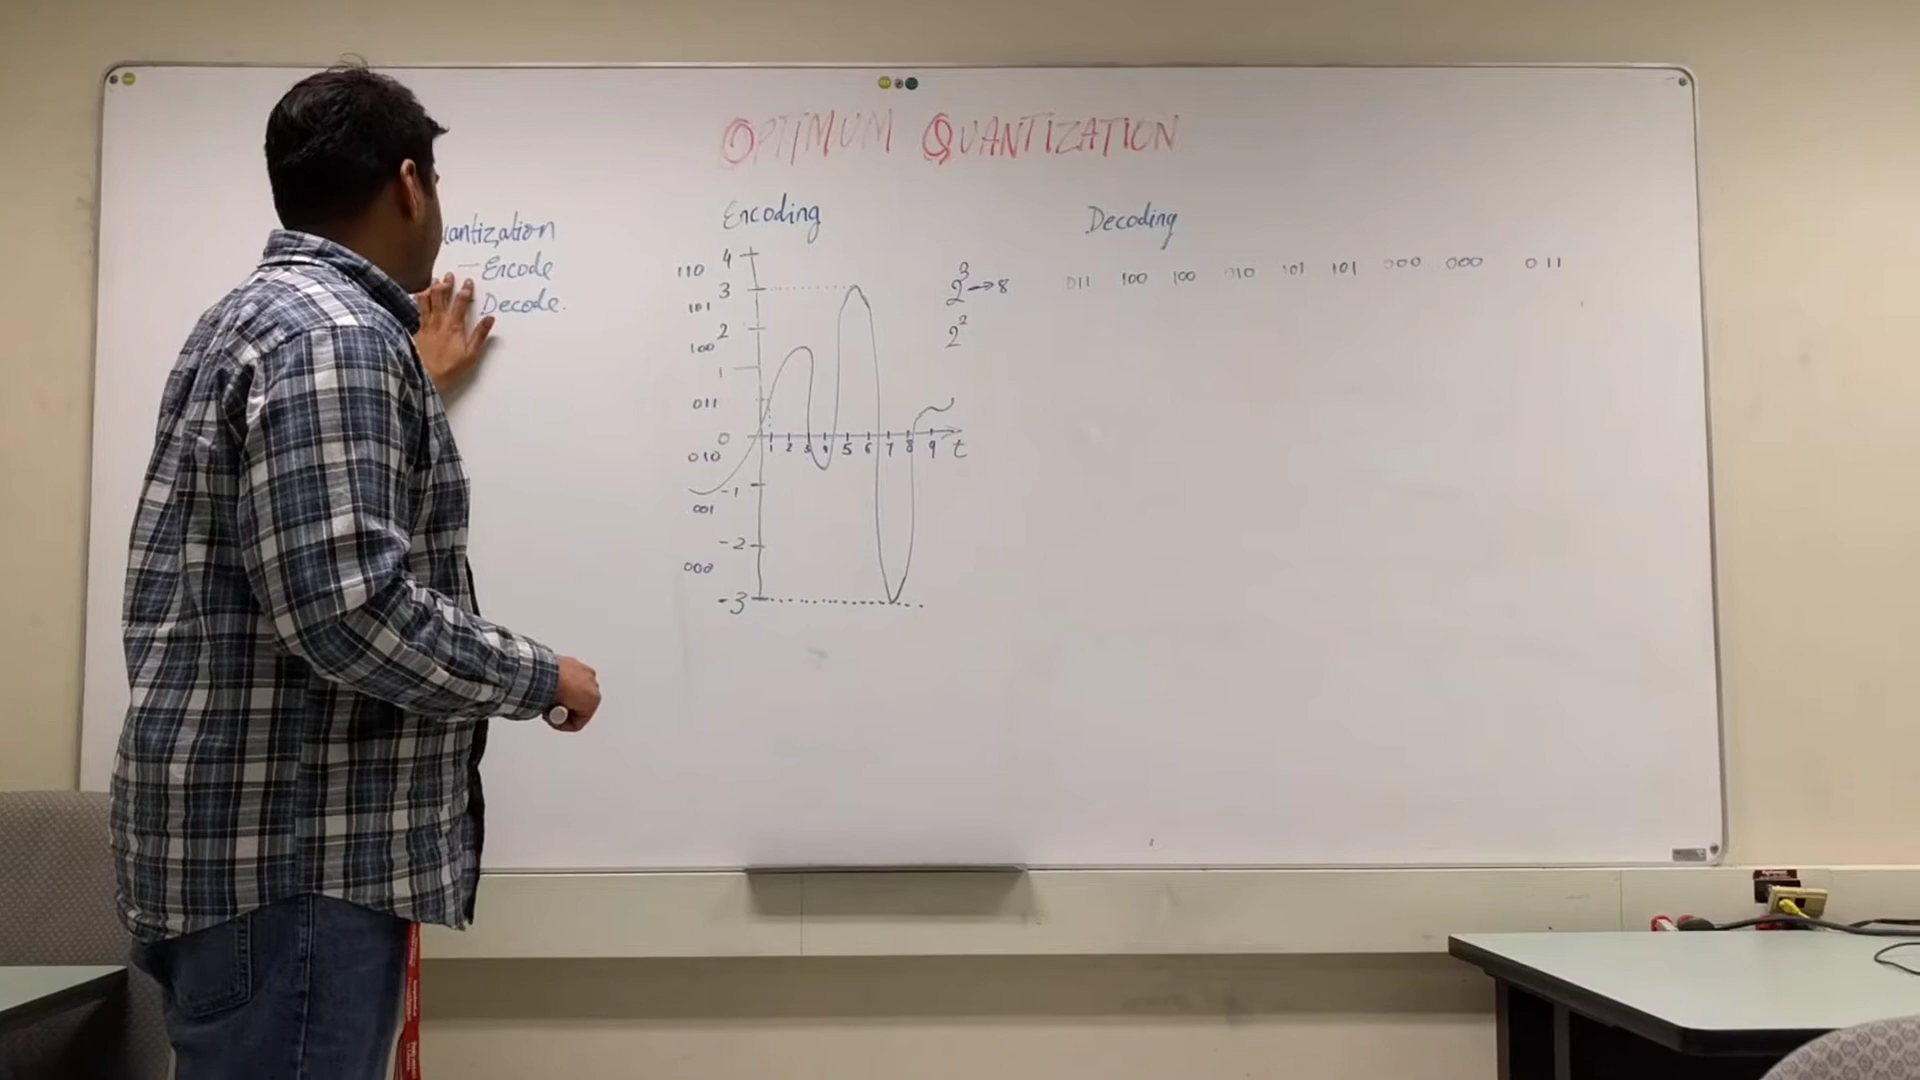 OPTIMUM QUANTIZATION
uantization
- Encode
Decode.
Encoding
4
110
3
101
2
100
1
011
0
010
-1
001
-2
000
-3
1 2 3 4 5 6 7 8 9 t
2³ → 8
2²
Decoding
011 100 100 010 101 101 000 000 011